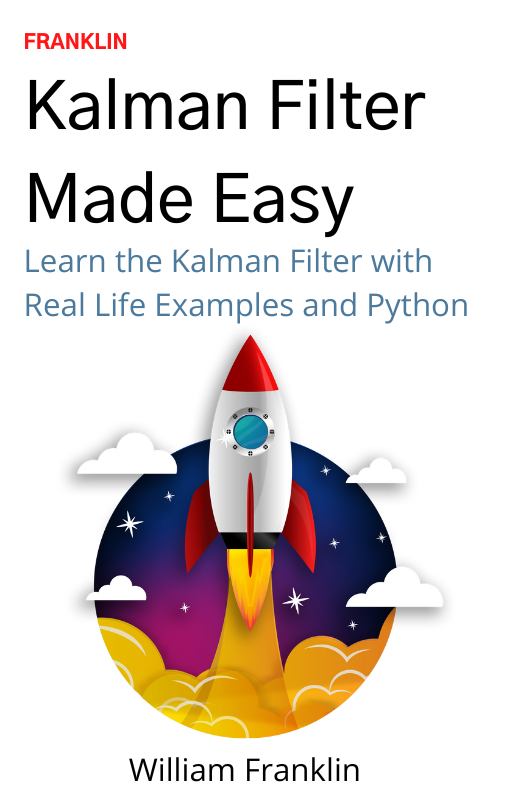 FRANKLIN
Kalman Filter
Made Easy
Learn the Kalman Filter with
Real Life Examples and Python
William Franklin